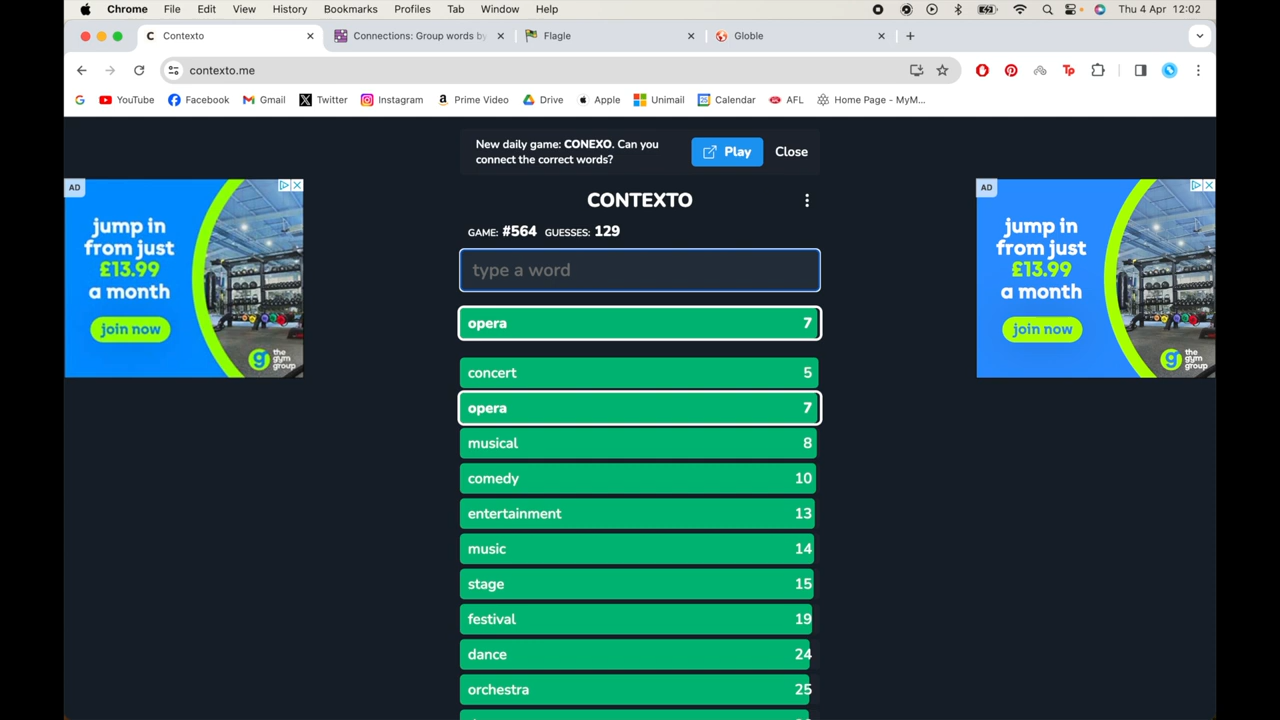 Chrome File Edit View History Bookmarks Profiles Tab Window Help Thu 4 Apr 12:02
Contexto Connections: Group words by Flagle Globle
contexto.me
YouTube Facebook Gmail Twitter Instagram Prime Video Drive Apple Unimail Calendar AFL Home Page - MyM...
New daily game: CONEXO. Can you
connect the correct words?
Play
Close
CONTEXTO
GAME: #564 GUESSES: 129
type a word
opera 7
concert 5
opera 7
musical 8
comedy 10
entertainment 13
music 14
stage 15
festival 19
dance 24
orchestra 25
AD
jump in
from just
£13.99
a month
join now
the
gym
group
AD
jump in
from just
£13.99
a month
join now
the
gym
group